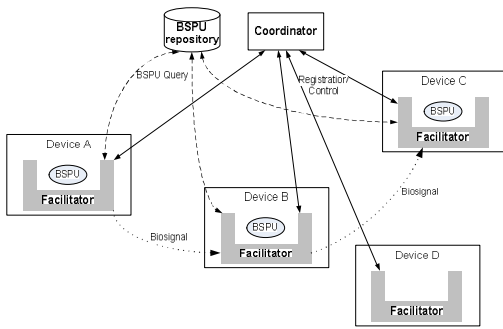 BSPU
repository
Coordinator
BSPU Query
Registration/
Control
Device C
BSPU
Facilitator
Device A
BSPU
Facilitator
Biosignal
Device B
BSPU
Facilitator
Biosignal
Device D
Facilitator